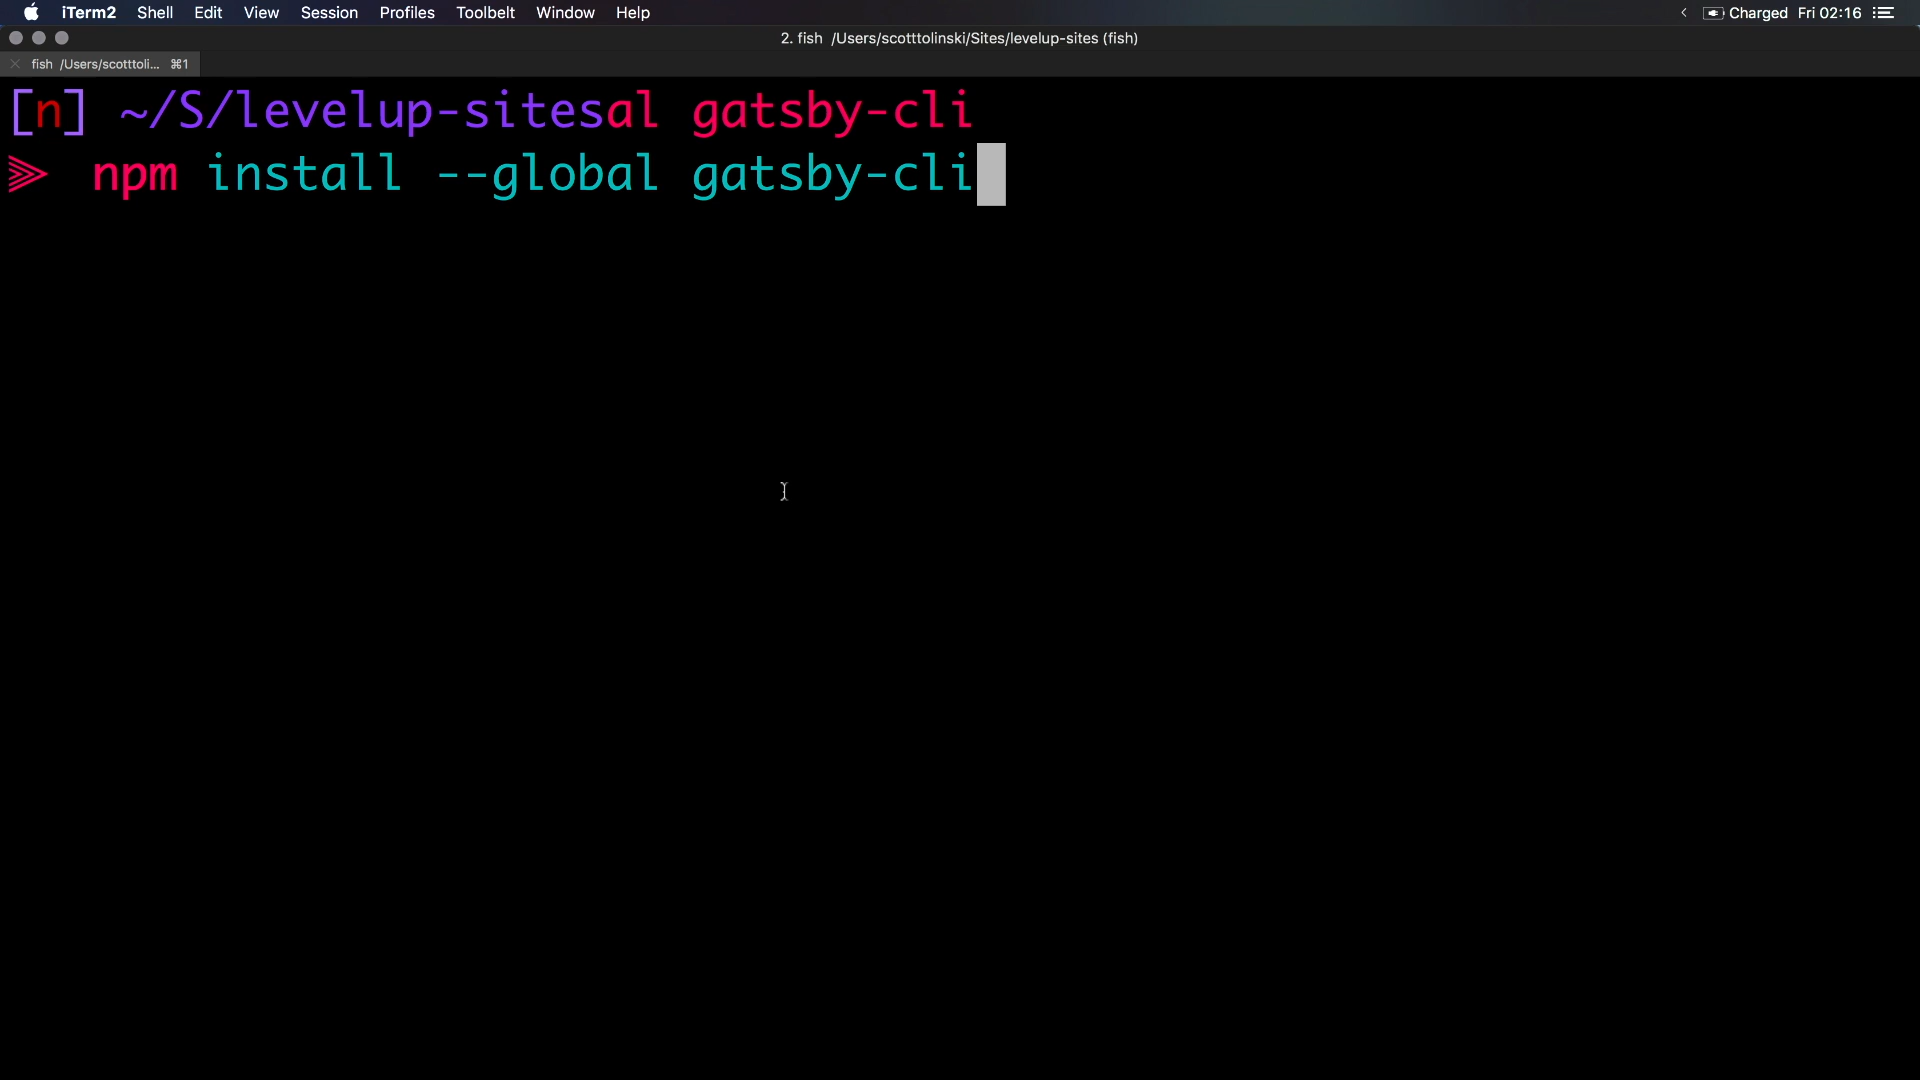 iTerm2 Shell Edit View Session Profiles Toolbelt Window Help < Charged Fri 02:16
2. fish /Users/scotttolinski/Sites/levelup-sites (fish)
fish /Users/scotttoli... ⌘1
[n] ~/S/levelup-sitesal gatsby-cli
npm install --global gatsby-cli